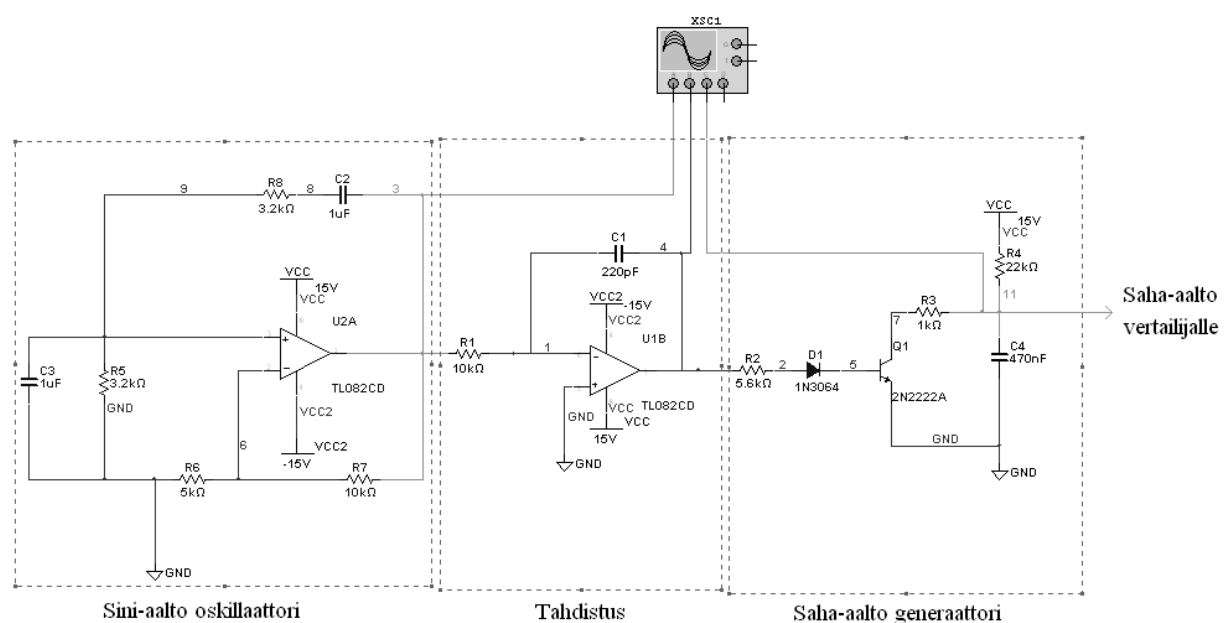 XSC1
A B C D
9
R8
3.2kΩ
8
C2
1uF
3
VCC
15V
VCC
U2A
TL082CD
VCC2
-15V
VCC2
C3
1uF
R5
3.2kΩ
GND
6
R6
5kΩ
R7
10kΩ
GND
C1
220pF
4
VCC2
-15V
VCC2
U1B
R1
10kΩ
1
GND
TL082CD
VCC
VCC
15V
GND
R2
5.6kΩ
2
D1
1N3064
5
VCC
15V
VCC
R4
22kΩ
11
R3
1kΩ
7
Q1
2N2222A
C4
470nF
GND
GND
Saha-aalto
vertailijalle
Sini-aalto oskillaattori
Tahdistus
Saha-aalto generaattori